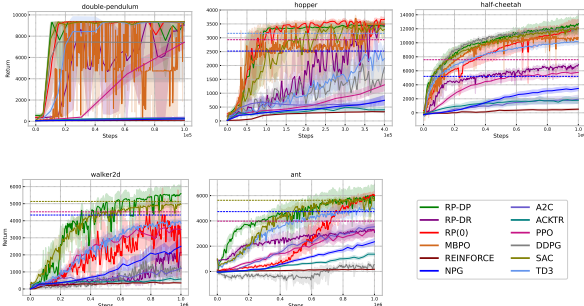 double-pendulum
hopper
half-cheetah
Return
10000
8000
6000
4000
2000
0
0.0 0.2 0.4 0.6 0.8 1.0
1e5
Steps
4000
3500
3000
2500
2000
1500
1000
500
0
0.0 0.5 1.0 1.5 2.0 2.5 3.0 3.5 4.0
1e5
Steps
14000
12000
10000
8000
6000
4000
2000
0
0.0 0.2 0.4 0.6 0.8
Steps
walker2d
ant
Return
6000
5000
4000
3000
2000
1000
0
0.0 0.2 0.4 0.6 0.8 1.0
1e6
Steps
6000
4000
2000
0
0.0 0.2 0.4 0.6 0.8 1.0
1e6
Steps
RP-DP
RP-DR
RP(0)
MBPO
REINFORCE
NPG
A2C
ACKTR
PPO
DDPG
SAC
TD3